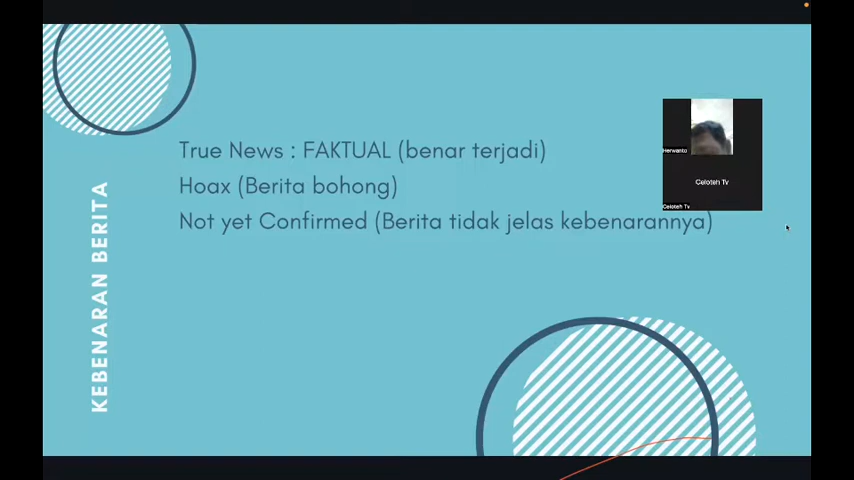 True News : FAKTUAL (benar terjadi)
Hoax (Berita bohong)
Not yet Confirmed (Berita tidak jelas kebenarannya)
KEBENARAN BERITA
Herwanto
Celoteh Tv
Celoteh Tv